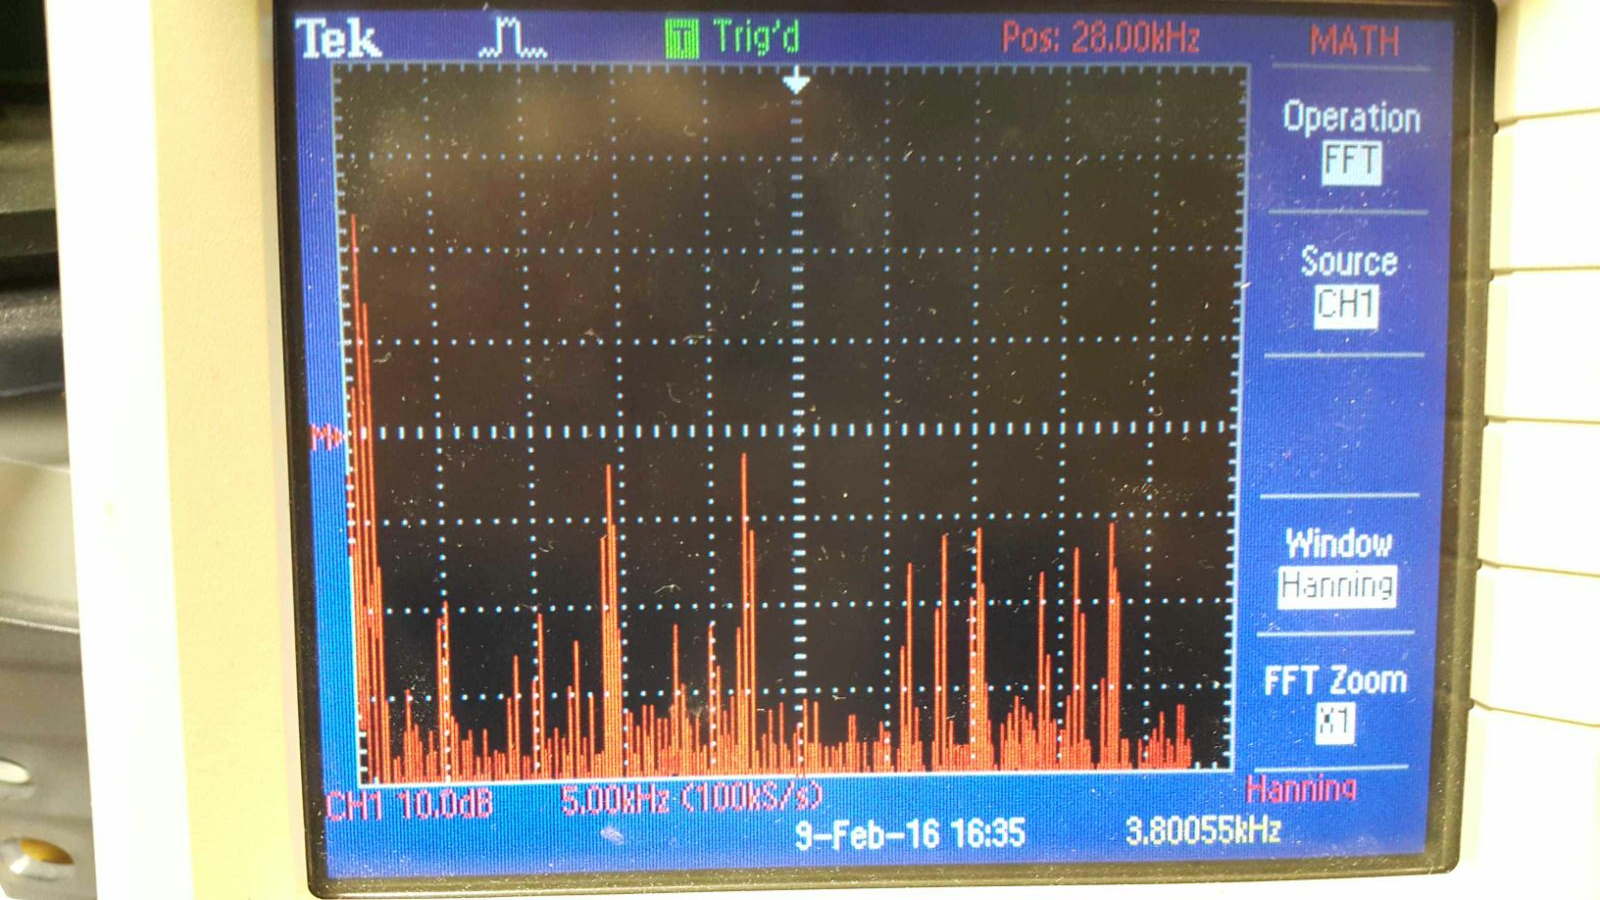 Tek T Trig'd Pos: 28.00kHz MATH
Operation
FFT
Source
CH1
M
Window
Hanning
FFT Zoom
X1
CH1 10.0dB 5.00kHz (100kS/s) Hanning
9-Feb-16 16:35 3.80055kHz